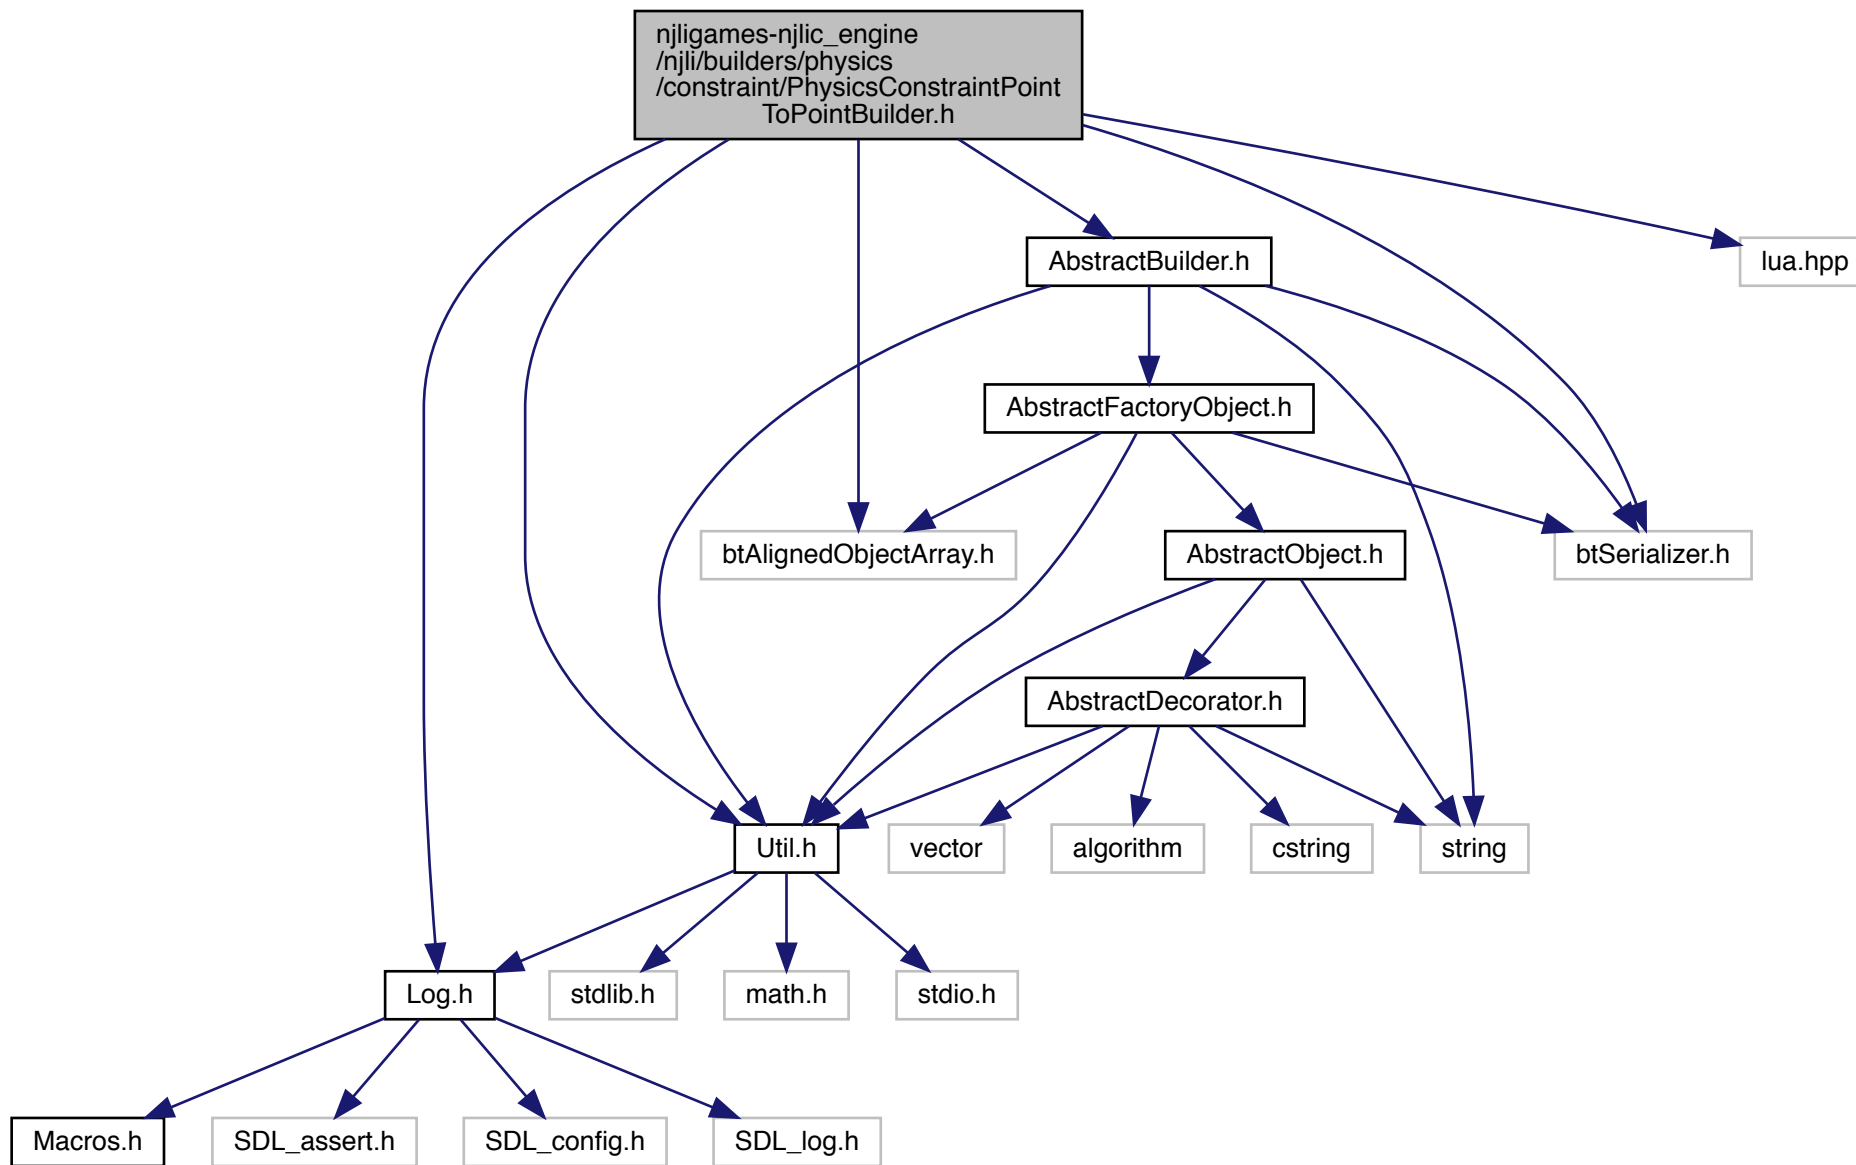 njligames-njlic_engine
/njli/builders/physics
/constraint/PhysicsConstraintPoint
ToPointBuilder.h
AbstractBuilder.h
lua.hpp
AbstractFactoryObject.h
btAlignedObjectArray.h
AbstractObject.h
btSerializer.h
AbstractDecorator.h
Util.h
vector
algorithm
cstring
string
Log.h
stdlib.h
math.h
stdio.h
Macros.h
SDL_assert.h
SDL_config.h
SDL_log.h